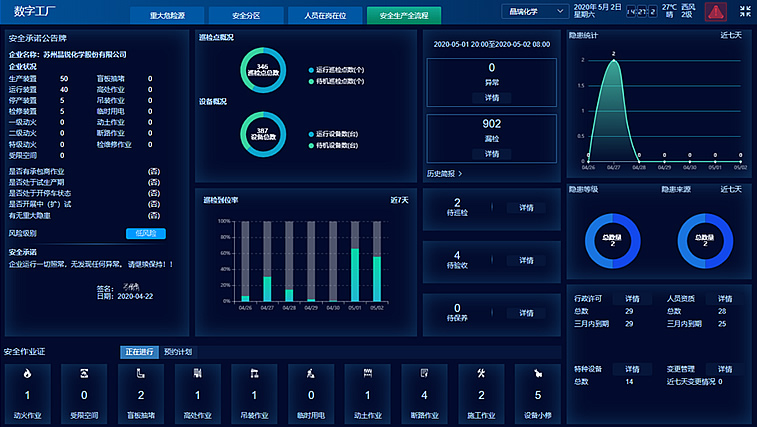 数字工厂
重大危险源 安全分区 人员在岗在位 安全生产全流程
晶瑞化学 2020年 5月 2日 星期六 27℃ 晴 西风 2级
安全承诺公告牌
企业名称: 苏州晶锐化学股份有限公司
企业状况
生产装置 50 盲板抽堵 0
运行装置 40 高处作业 0
停产装置 5 吊装作业 0
检修装置 5 临时用电 0
一级动火 0 动土作业 0
二级动火 0 断路作业 0
特级动火 0 检维修作业 0
受限空间 0
是否有承包商作业 (否)
是否处于试生产期 (否)
是否处于开停车状态 (否)
是否开展中（扩）试 (否)
有无重大隐患 (否)
风险级别 低风险
安全承诺
企业运行一切照常，无发现任何异常。请继续保持！！
签名:
日期: 2020-04-22
巡检点概况
346
巡检点总数
运行巡检点数(个)
待机巡检点数(个)
设备概况
387
设备总数
运行设备数(台)
待机设备数(台)
巡检到位率 近7天
100%
80%
60%
40%
20%
0%
04/26 04/27 04/28 04/29 04/30 05/01 05/02
2020-05-01 20:00至2020-05-02 08:00
0
异常
详情
902
漏检
详情
历史简报 >
2
待巡检 详情
4
待验收 详情
0
待保养 详情
隐患统计 近七天
2
1.5
1
0.5
0
2
0 0 0 0 0 0
04/26 04/27 04/28 04/29 04/30 05/01 05/02
隐患等级 隐患来源 近七天
总数量
2
总数量
2
行政许可 详情 人员资质 详情
总数 29 总数 28
三月内到期 29 三月内到期 25
特种设备 详情 变更管理 详情
总数 14 近七天变更情况 0
安全作业证 正在进行 预约计划
1 0 2 1 1 0 1 4 2 5
动火作业 受限空间 盲板抽堵 高处作业 吊装作业 临时用电 动土作业 断路作业 施工作业 设备小修